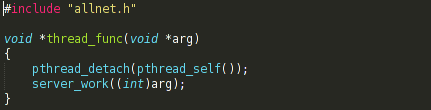 #include "allnet.h"
void *thread_func(void *arg)
{
pthread_detach(pthread_self());
server_work((int)arg);
}